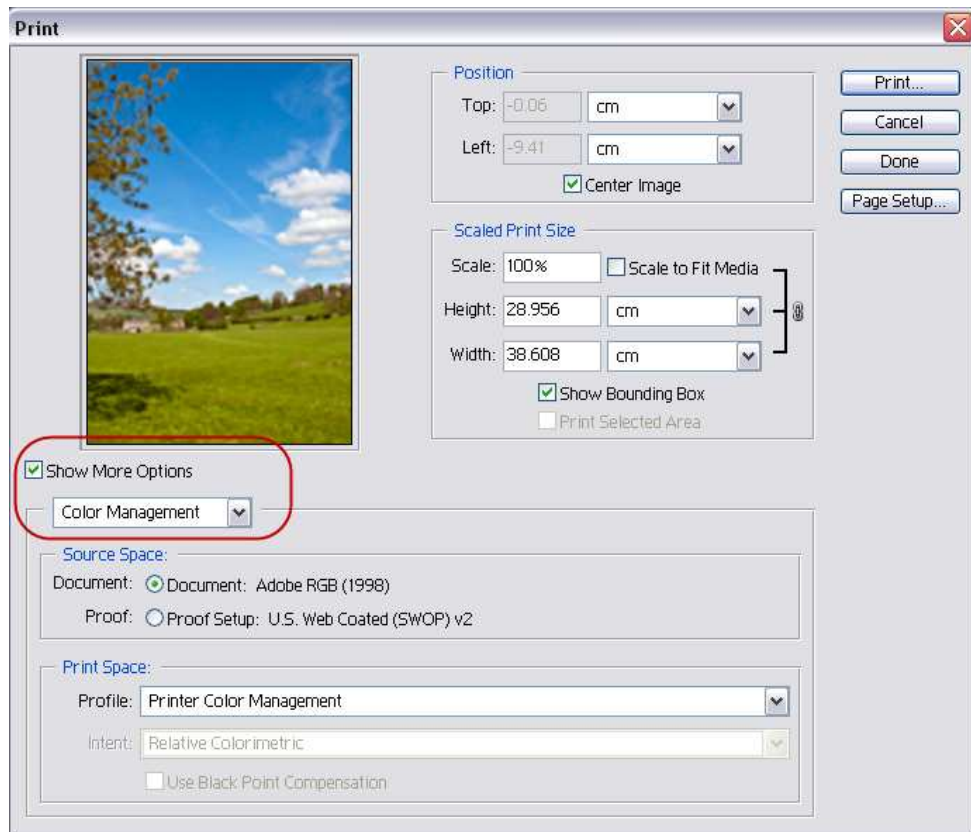 Print
Position
Top: -0.06 cm
Left: -9.41 cm
Center Image
Print...
Cancel
Done
Page Setup...
Scaled Print Size
Scale: 100% Scale to Fit Media
Height: 28.956 cm
Width: 38.608 cm
Show Bounding Box
Print Selected Area
Show More Options
Color Management
Source Space:
Document: Document: Adobe RGB (1998)
Proof: Proof Setup: U.S. Web Coated (SWOP) v2
Print Space:
Profile: Printer Color Management
Intent: Relative Colorimetric
Use Black Point Compensation